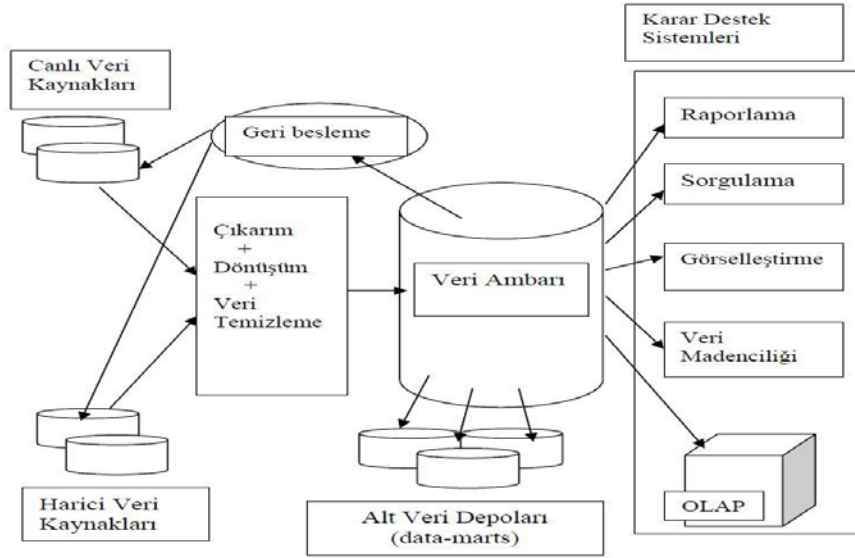 Karar Destek
Sistemleri
Canlı Veri
Kaynakları
Geri besleme
Raporlama
Sorgulama
Çıkarım
+
Dönüşüm
+
Veri
Temizleme
Veri Ambarı
Görselleştirme
Veri
Madenciliği
Harici Veri
Kaynakları
Alt Veri Depoları
(data-marts)
OLAP